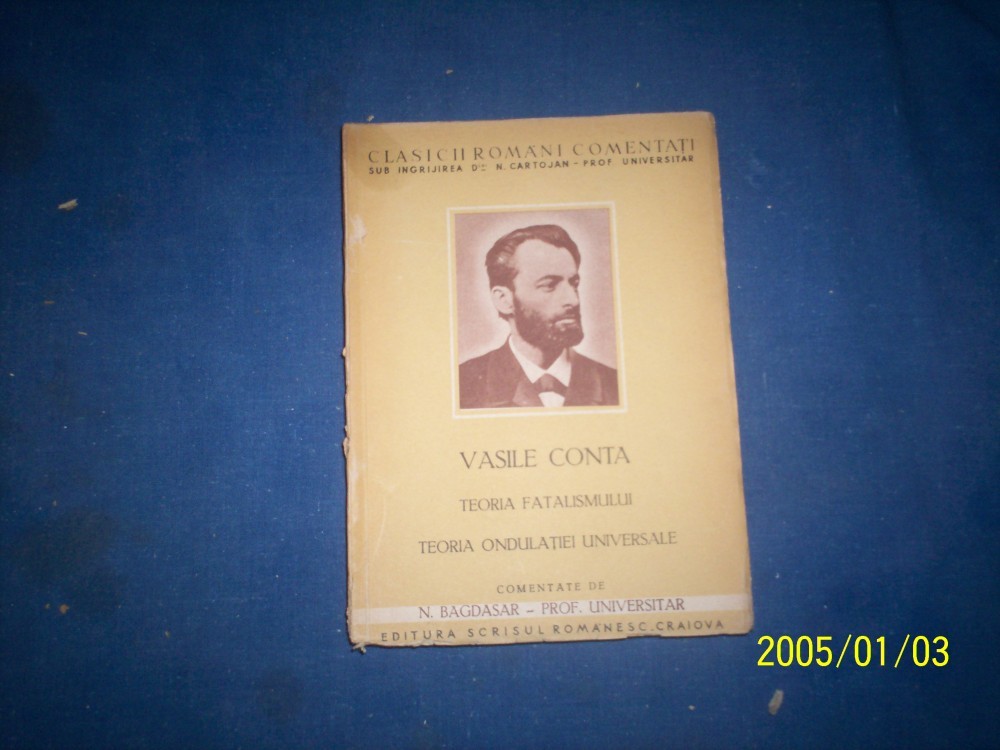 CLASICII ROMÂNI COMENTAȚI
SUB INGRIJIREA D-LUI N. CARTOJAN - PROF. UNIVERSITAR
VASILE CONTA
TEORIA FATALISMULUI
TEORIA ONDULAȚIEI UNIVERSALE
COMENTATE DE
N. BAGDASAR - PROF. UNIVERSITAR
EDITURA SCRISUL ROMÂNESC-CRAIOVA
2005/01/03